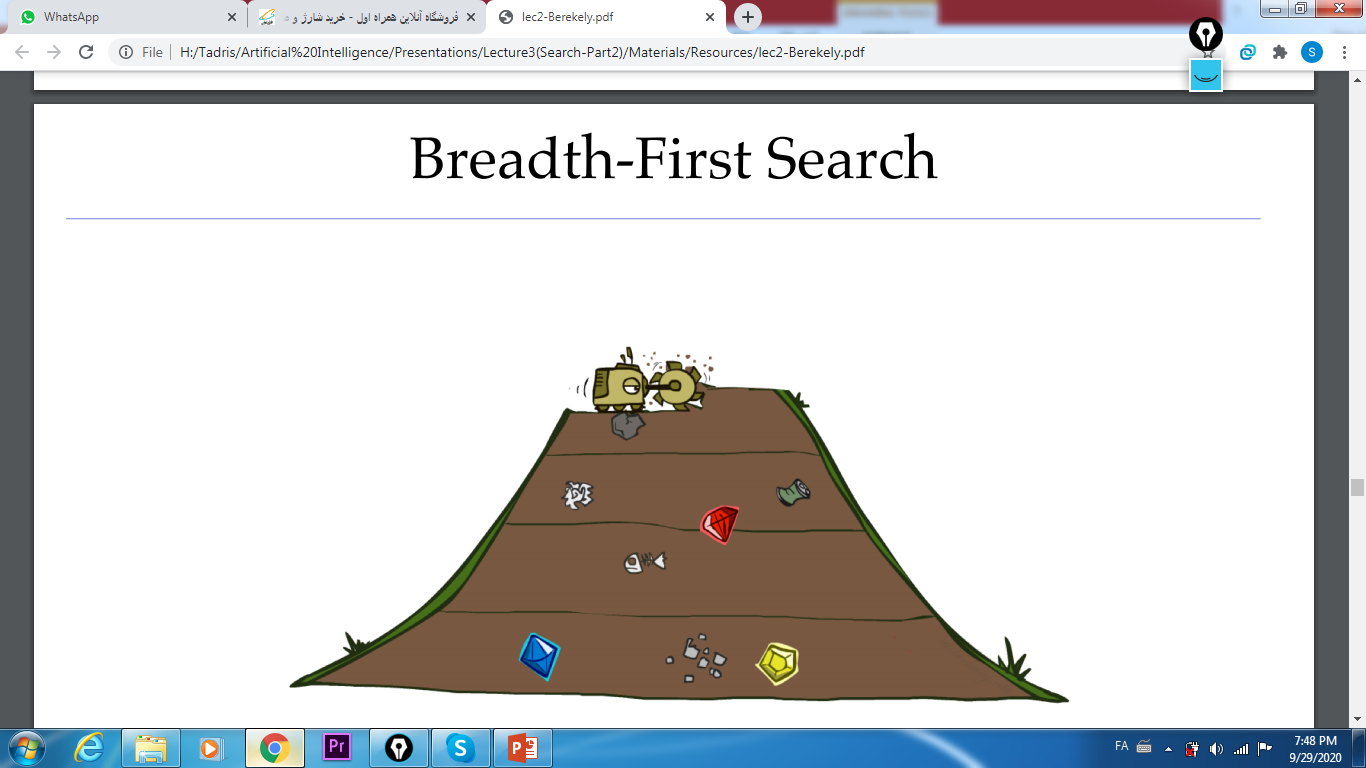 WhatsApp
فروشگاه آنلاین همراه اول - خرید شارژ و
lec2-Berekely.pdf
File
H:/Tadris/Artificial%20Intelligence/Presentations/Lecture3(Search-Part2)/Materials/Resources/lec2-Berekely.pdf
S
Breadth-First Search
Pr
S
P
FA
7:48 PM
9/29/2020